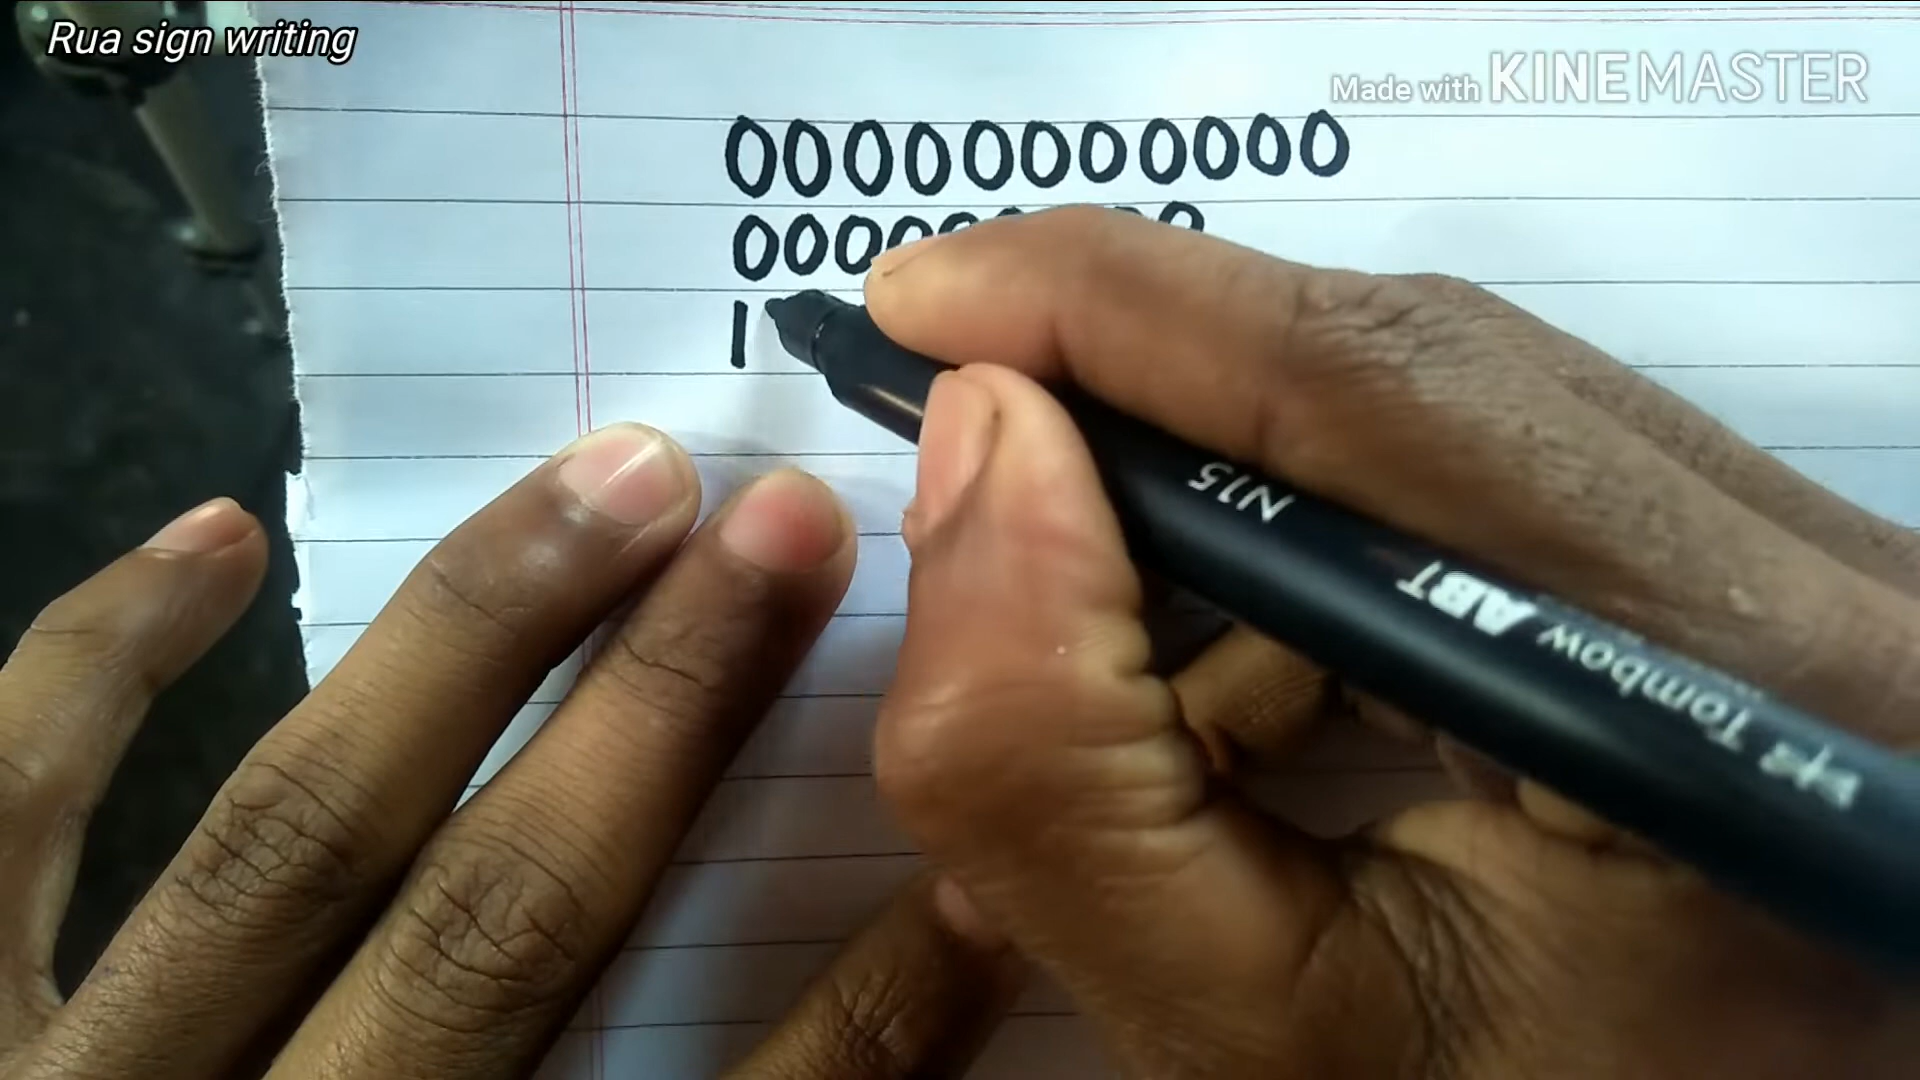 Rua sign writing
Made with KINEMASTER
00000000000
0000
1
N15
ABT
Tombow